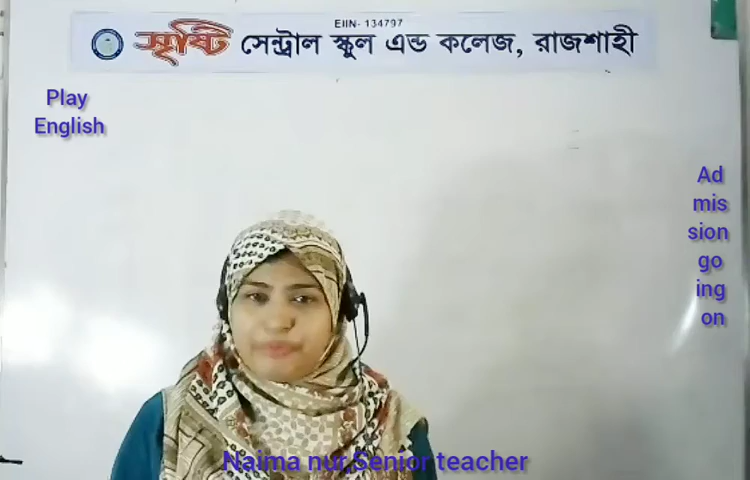 EIIN- 134797
সৃষ্টি সেন্ট্রাল স্কুল এন্ড কলেজ, রাজশাহী
Play
English
Ad
mis
sion
go
ing
on
Naima nur,Senior teacher